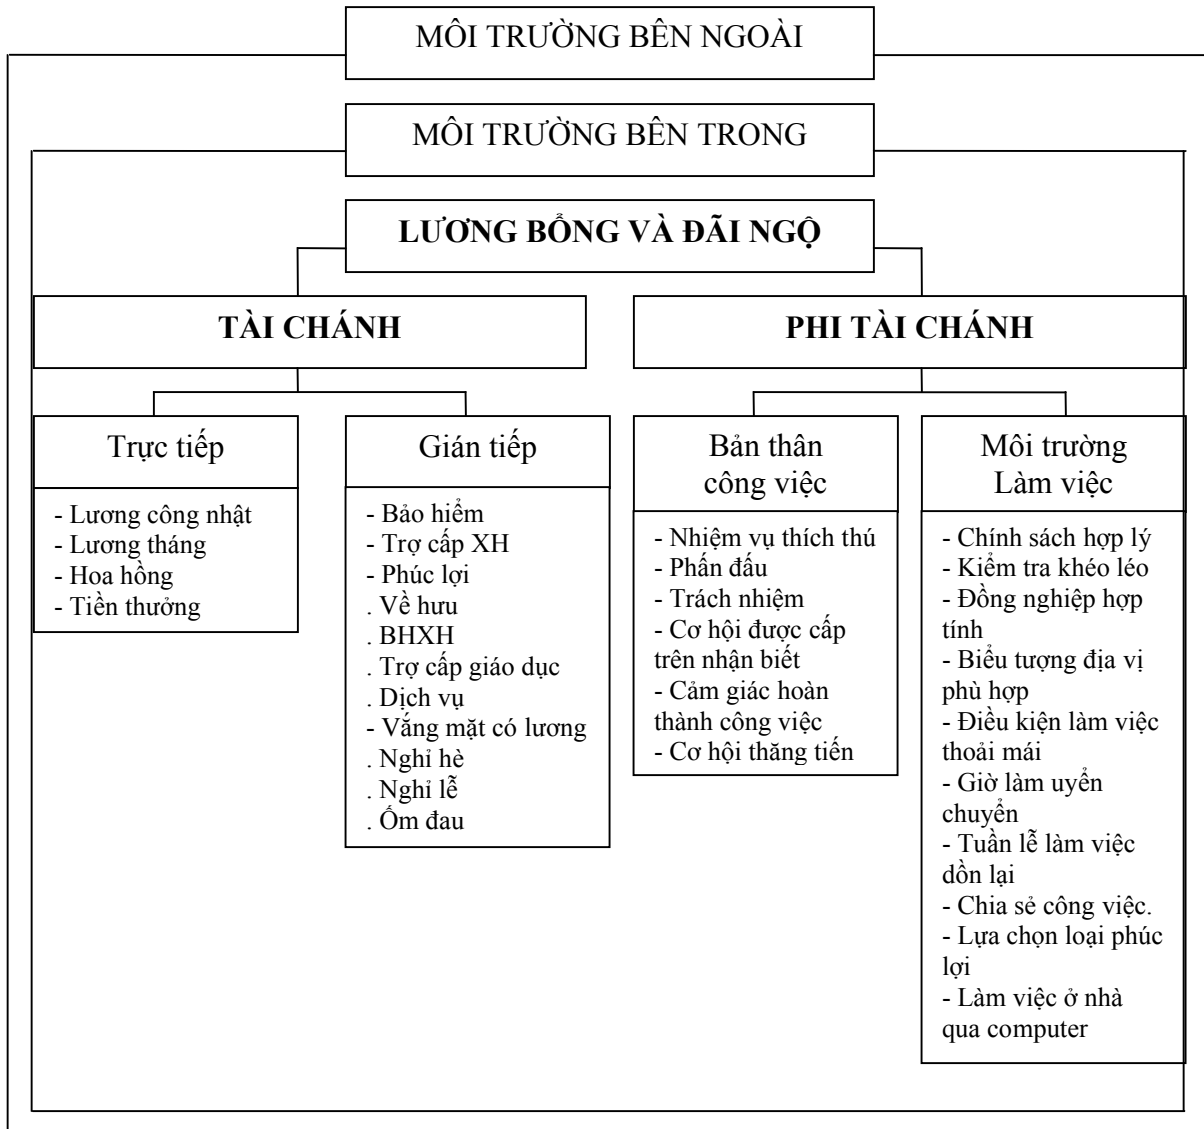 MÔI TRƯỜNG BÊN NGOÀI
MÔI TRƯỜNG BÊN TRONG
LƯƠNG BỔNG VÀ ĐÃI NGỘ
TÀI CHÁNH
PHI TÀI CHÁNH
Trực tiếp
- Lương công nhật
- Lương tháng
- Hoa hồng
- Tiền thưởng
Gián tiếp
- Bảo hiểm
- Trợ cấp XH
- Phúc lợi
. Về hưu
. BHXH
. Trợ cấp giáo dục
. Dịch vụ
- Vắng mặt có lương
. Nghỉ hè
. Nghỉ lễ
. Ốm đau
Bản thân
công việc
- Nhiệm vụ thích thú
- Phấn đấu
- Trách nhiệm
- Cơ hội được cấp
trên nhận biết
- Cảm giác hoàn
thành công việc
- Cơ hội thăng tiến
Môi trường
Làm việc
- Chính sách hợp lý
- Kiểm tra khéo léo
- Đồng nghiệp hợp
tính
- Biểu tượng địa vị
phù hợp
- Điều kiện làm việc
thoải mái
- Giờ làm uyển
chuyển
- Tuần lễ làm việc
dồn lại
- Chia sẻ công việc.
- Lựa chọn loại phúc
lợi
- Làm việc ở nhà
qua computer